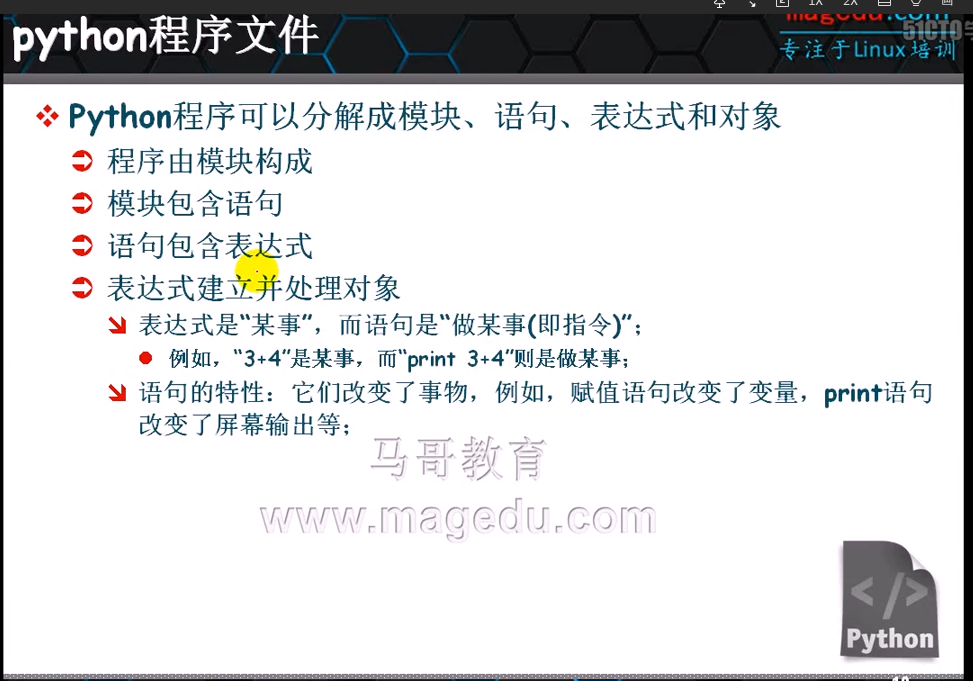 1X 2X
python程序文件
magedu.com
51CTO学
专注于Linux培训
Python程序可以分解成模块、语句、表达式和对象
程序由模块构成
模块包含语句
语句包含表达式
表达式建立并处理对象
表达式是“某事”，而语句是“做某事(即指令)”；
例如，“3+4”是某事，而“print 3+4”则是做某事；
语句的特性：它们改变了事物，例如，赋值语句改变了变量，print语句
改变了屏幕输出等；
马哥教育
www.magedu.com
</>
Python